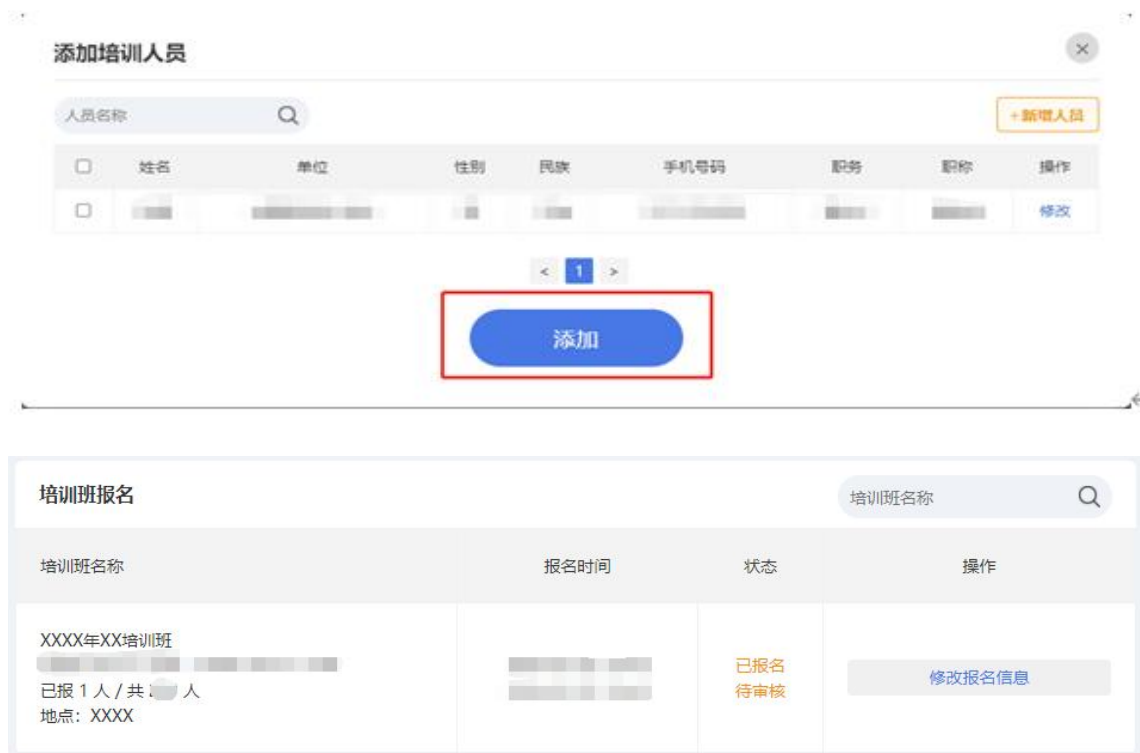 添加培训人员
人员名称
+新增人员
姓名 单位 性别 民族 手机号码 职务 职称 操作
修改
< 1 >
添加
培训班报名
培训班名称
培训班名称 报名时间 状态 操作
XXXX年XX培训班
已报 1 人 / 共 人
地点：XXXX
已报名
待审核
修改报名信息